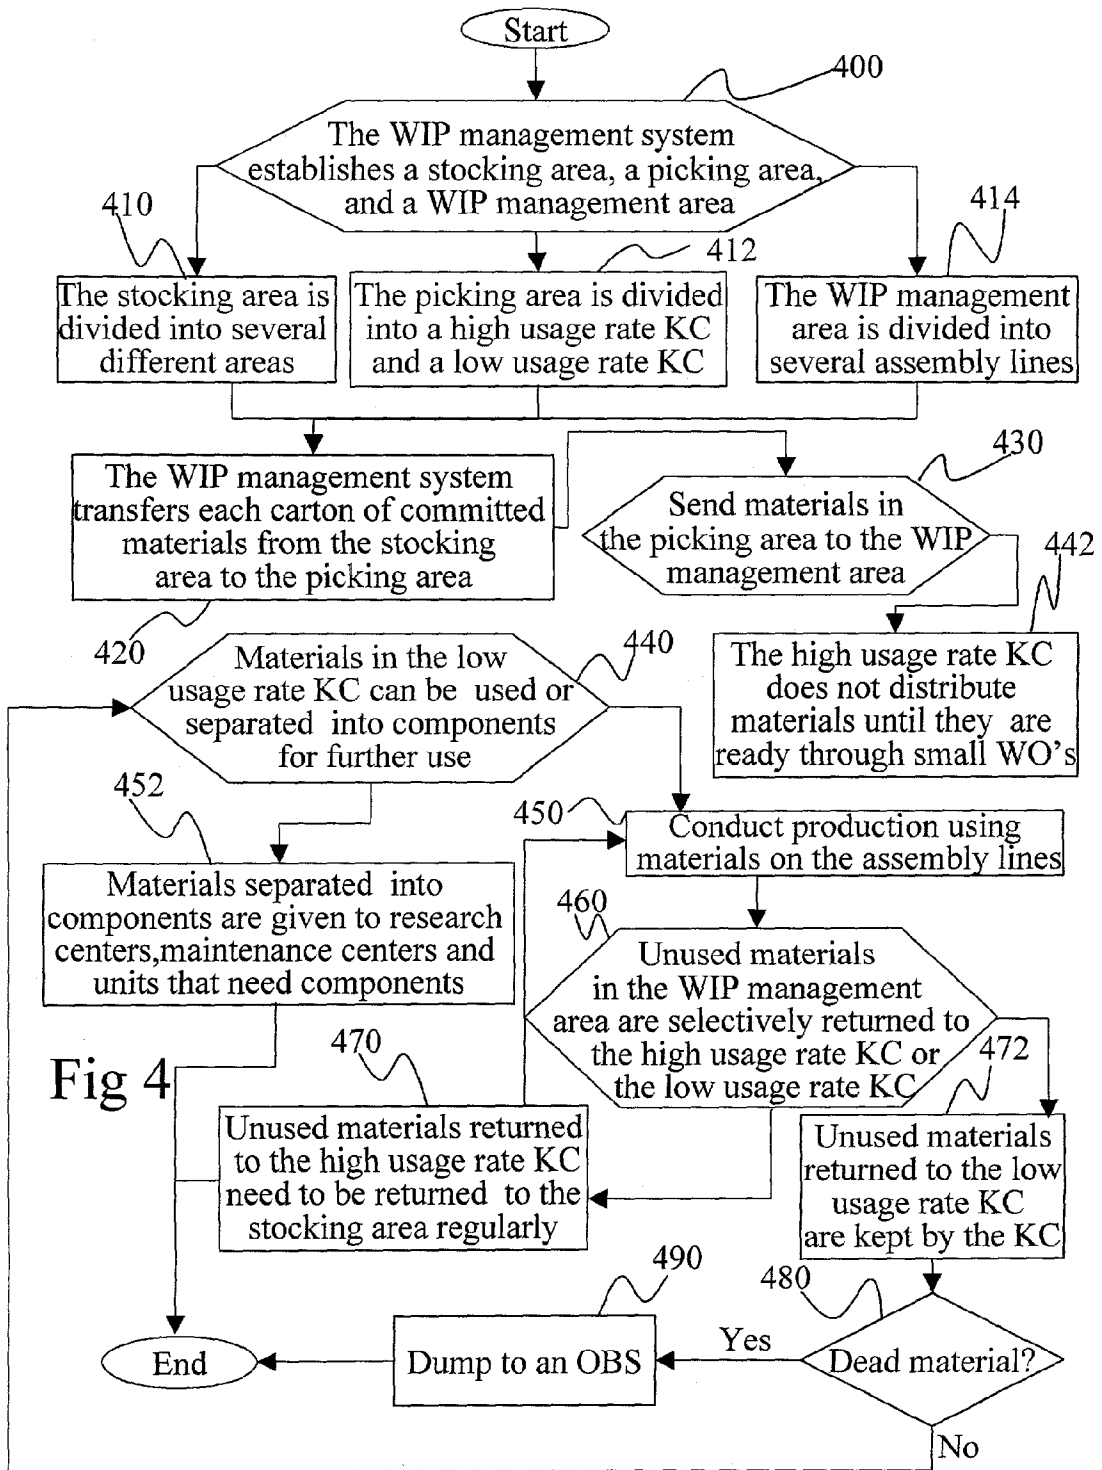 Start
400
The WIP management system
establishes a stocking area, a picking area,
and a WIP management area
410
412
414
The stocking area is
divided into several
different areas
The picking area is divided
into a high usage rate KC
and a low usage rate KC
The WIP management
area is divided into
several assembly lines
The WIP management system
transfers each carton of committed
materials from the stocking
area to the picking area
420
430
Send materials in
the picking area to the WIP
management area
442
The high usage rate KC
does not distribute
materials until they are
ready through small WO's
440
Materials in the low
usage rate KC can be used or
separated into components
for further use
452
Materials separated into
components are given to research
centers,maintenance centers and
units that need components
450
Conduct production using
materials on the assembly lines
460
Unused materials
in the WIP management
area are selectively returned to
the high usage rate KC or
the low usage rate KC
Fig 4
470
Unused materials returned
to the high usage rate KC
need to be returned to the
stocking area regularly
472
Unused materials
returned to the low
usage rate KC
are kept by the KC
480
Dead material?
Yes
No
490
Dump to an OBS
End